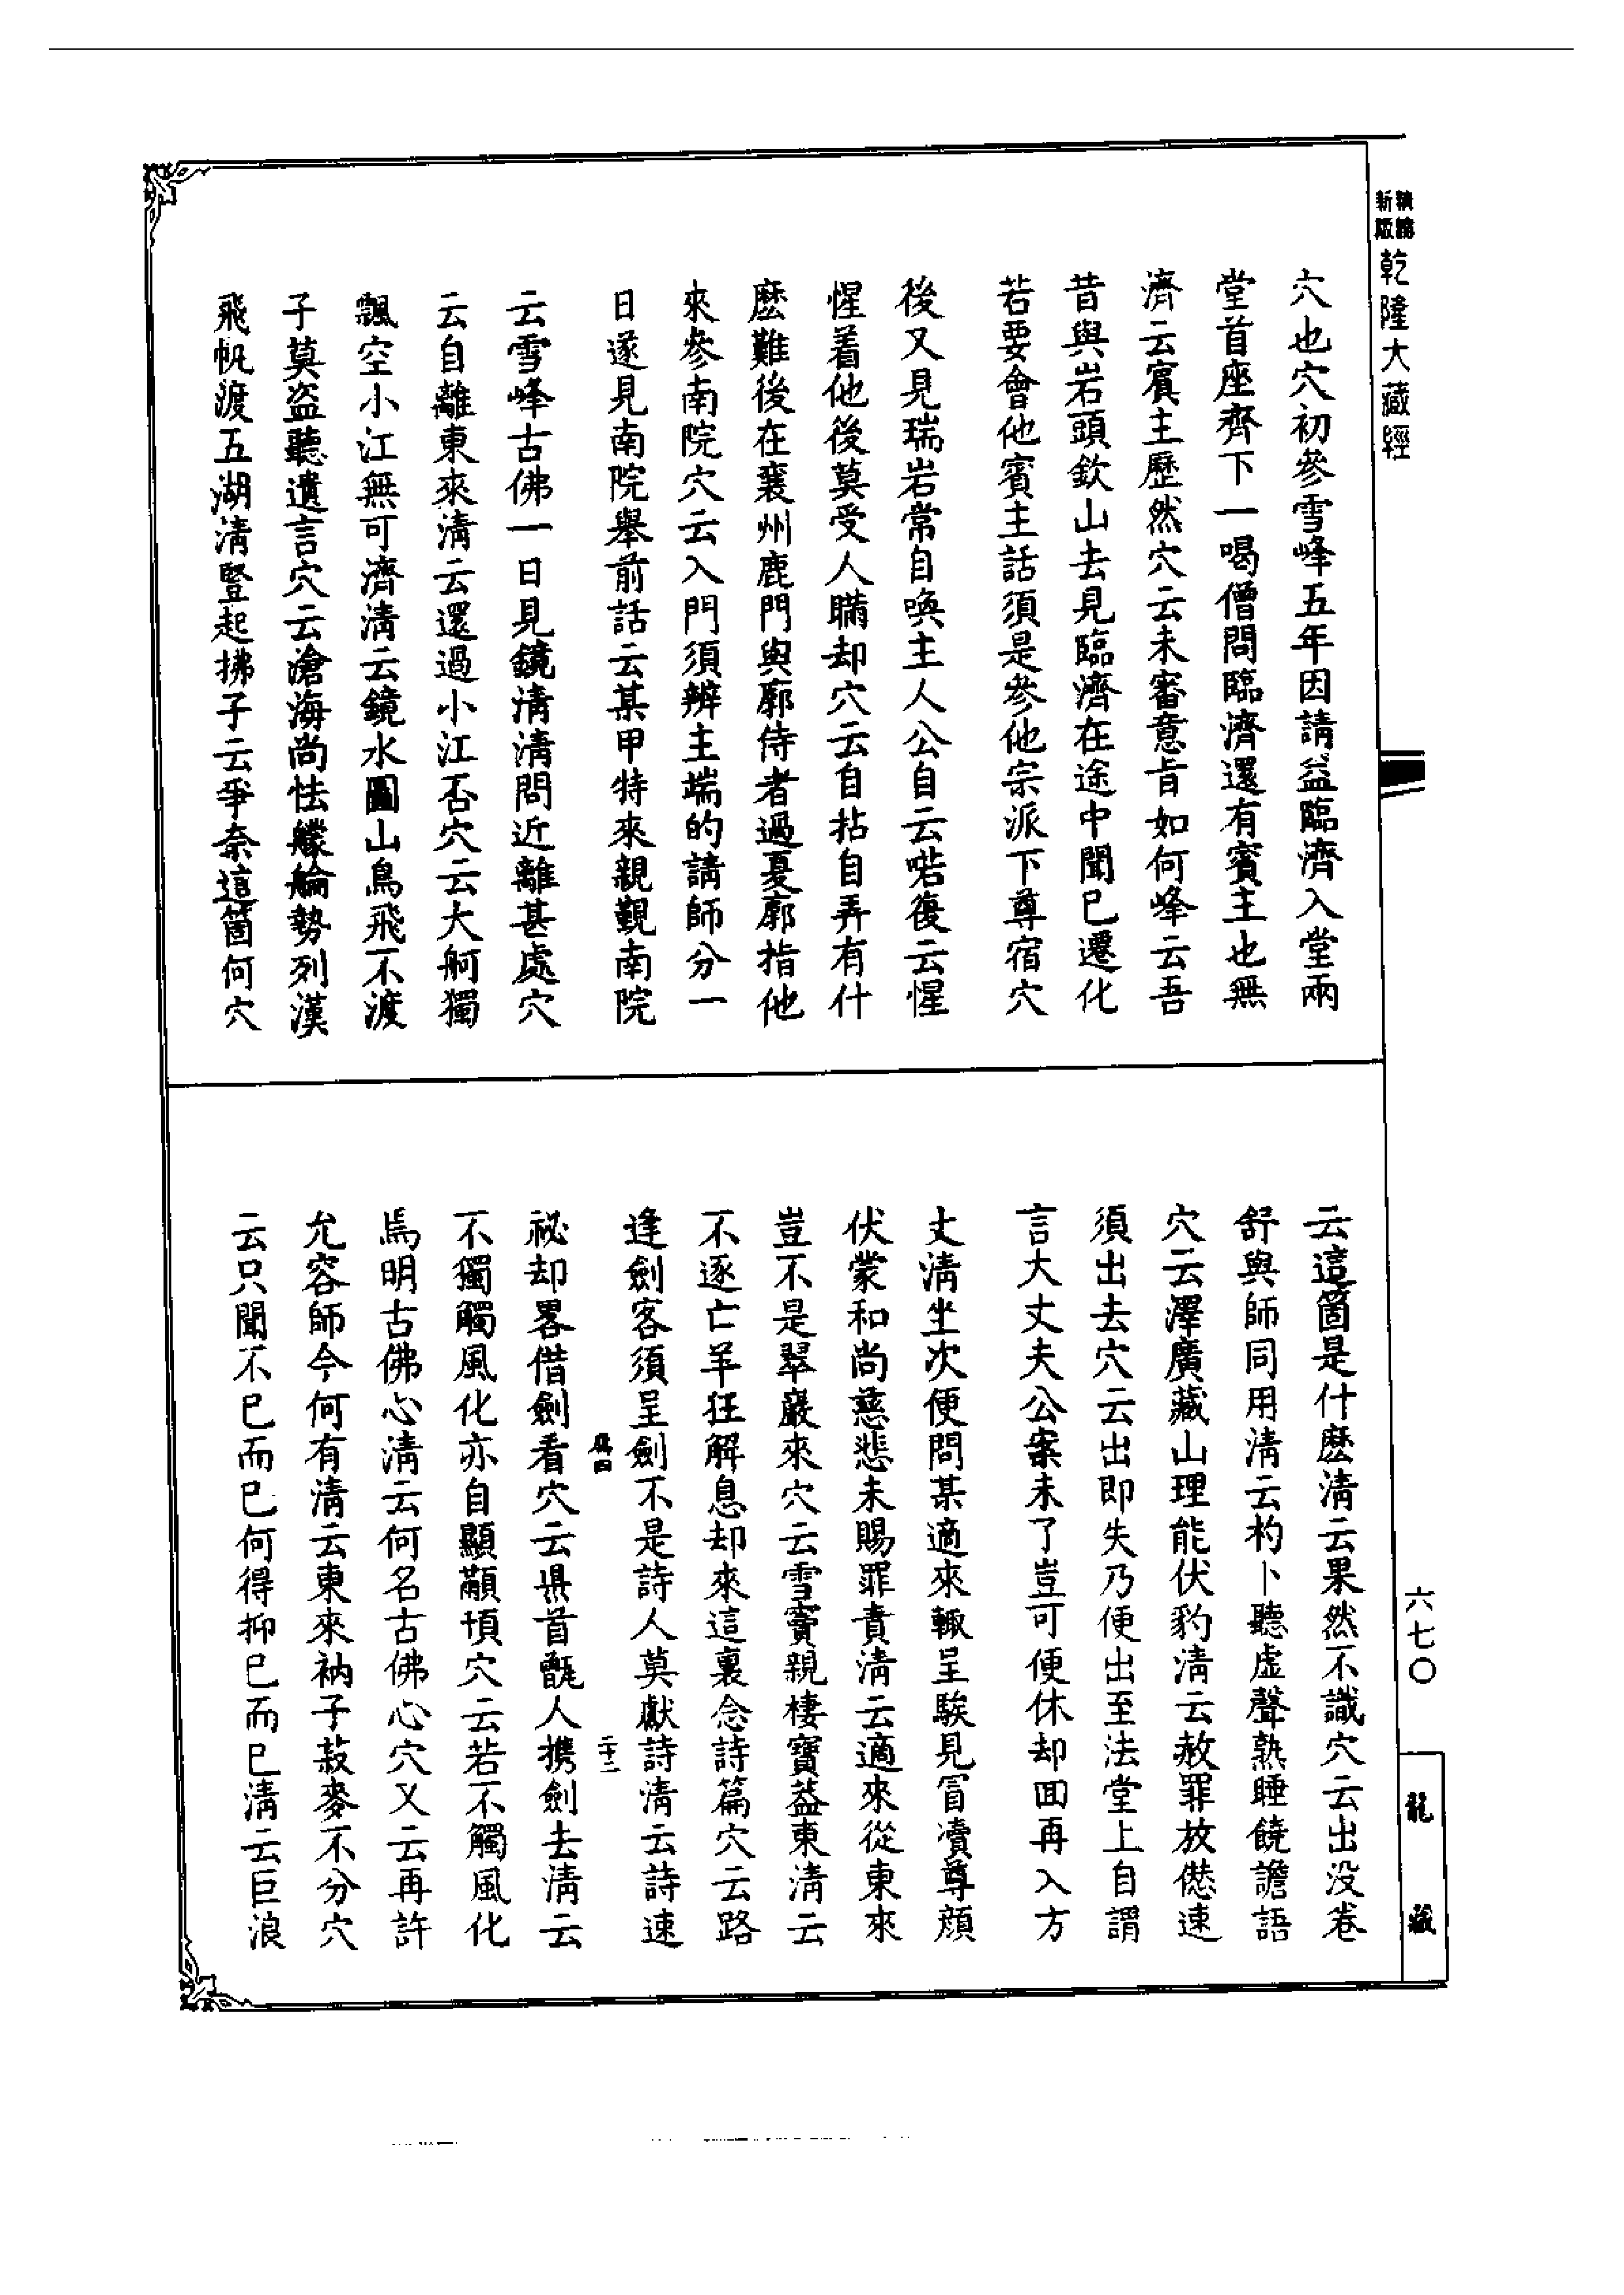 新版
精縮
乾隆大藏經
穴也穴初參雪峰五年因請益臨濟入堂兩
堂首座齊下一喝僧問臨濟還有賓主也無
濟云賓主歷然穴云未審意旨如何峰云吾
昔與岩頭欽山去見臨濟在途中聞已遷化
若要會他賓主話須是參他宗派下尊宿穴
後又見瑞岩常自喚主人公自云喏復云惺
惺着他後莫受人瞞却穴云自拈自弄有什
麽難後在襄州鹿門與廓侍者過夏廓指他
來參南院穴云入門須辨主端的請師分一
日遂見南院舉前話云某甲特來親覲南院
云雪峰古佛一日見鏡清清問近離甚處穴
云自離東來清云還過小江否穴云大舸獨
飄空小江無可濟清云鏡水圖山鳥飛不渡
子莫盜聽遺言穴云滄海尚怯艨艫勢列漢
飛帆渡五湖清豎起拂子云爭奈這箇何穴
云這箇是什麽清云果然不識穴云出没卷
舒與師同用清云杓卜聽虛聲熟睡饒譫語
穴云澤廣藏山理能伏豹清云赦罪放愆速
須出去穴云出即失乃便出至法堂上自謂
言大丈夫公案未了豈可便休却回再入方
丈清坐次便問某適來輙呈騃見冒凟尊顔
伏蒙和尚慈悲未賜罪責清云適來從東來
豈不是翠巖來穴云雪竇親棲寶蓋東清云
不逐亡羊狂解息却來這裏念詩篇穴云路
逢劍客須呈劍不是詩人莫獻詩清云詩速
二十二
祕却畧借劍看穴云梟首甑人携劍去清云
不獨觸風化亦自顯顢頇穴云若不觸風化
焉明古佛心清云何名古佛心穴又云再許
允容師今何有清云東來衲子菽麥不分穴
云只聞不已而已何得抑已而已清云巨浪
六七〇
龍藏